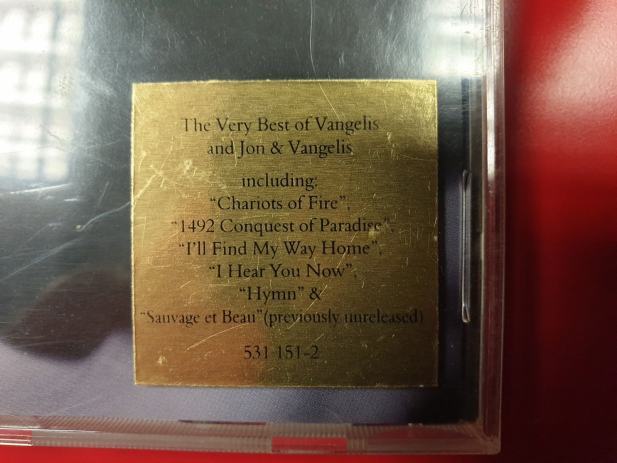 The Very Best of Vangelis
and Jon & Vangelis
including:
"Chariots of Fire",
"1492 Conquest of Paradise",
"I'll Find My Way Home",
"I Hear You Now",
"Hymn" &
"Sauvage et Beau"(previously unreleased)
531 151-2